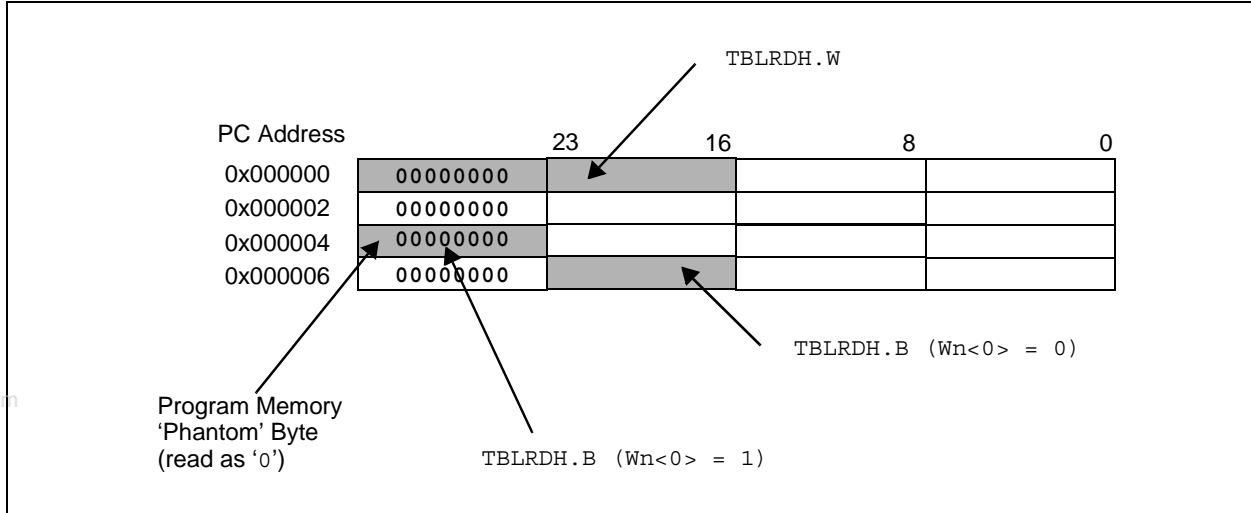 TBLRDH.W
PC Address
23 16 8 0
0x000000 00000000
0x000002 00000000
0x000004 00000000
0x000006 00000000
TBLRDH.B (Wn<0> = 0)
Program Memory
‘Phantom’ Byte
(read as ‘0’)
TBLRDH.B (Wn<0> = 1)
m